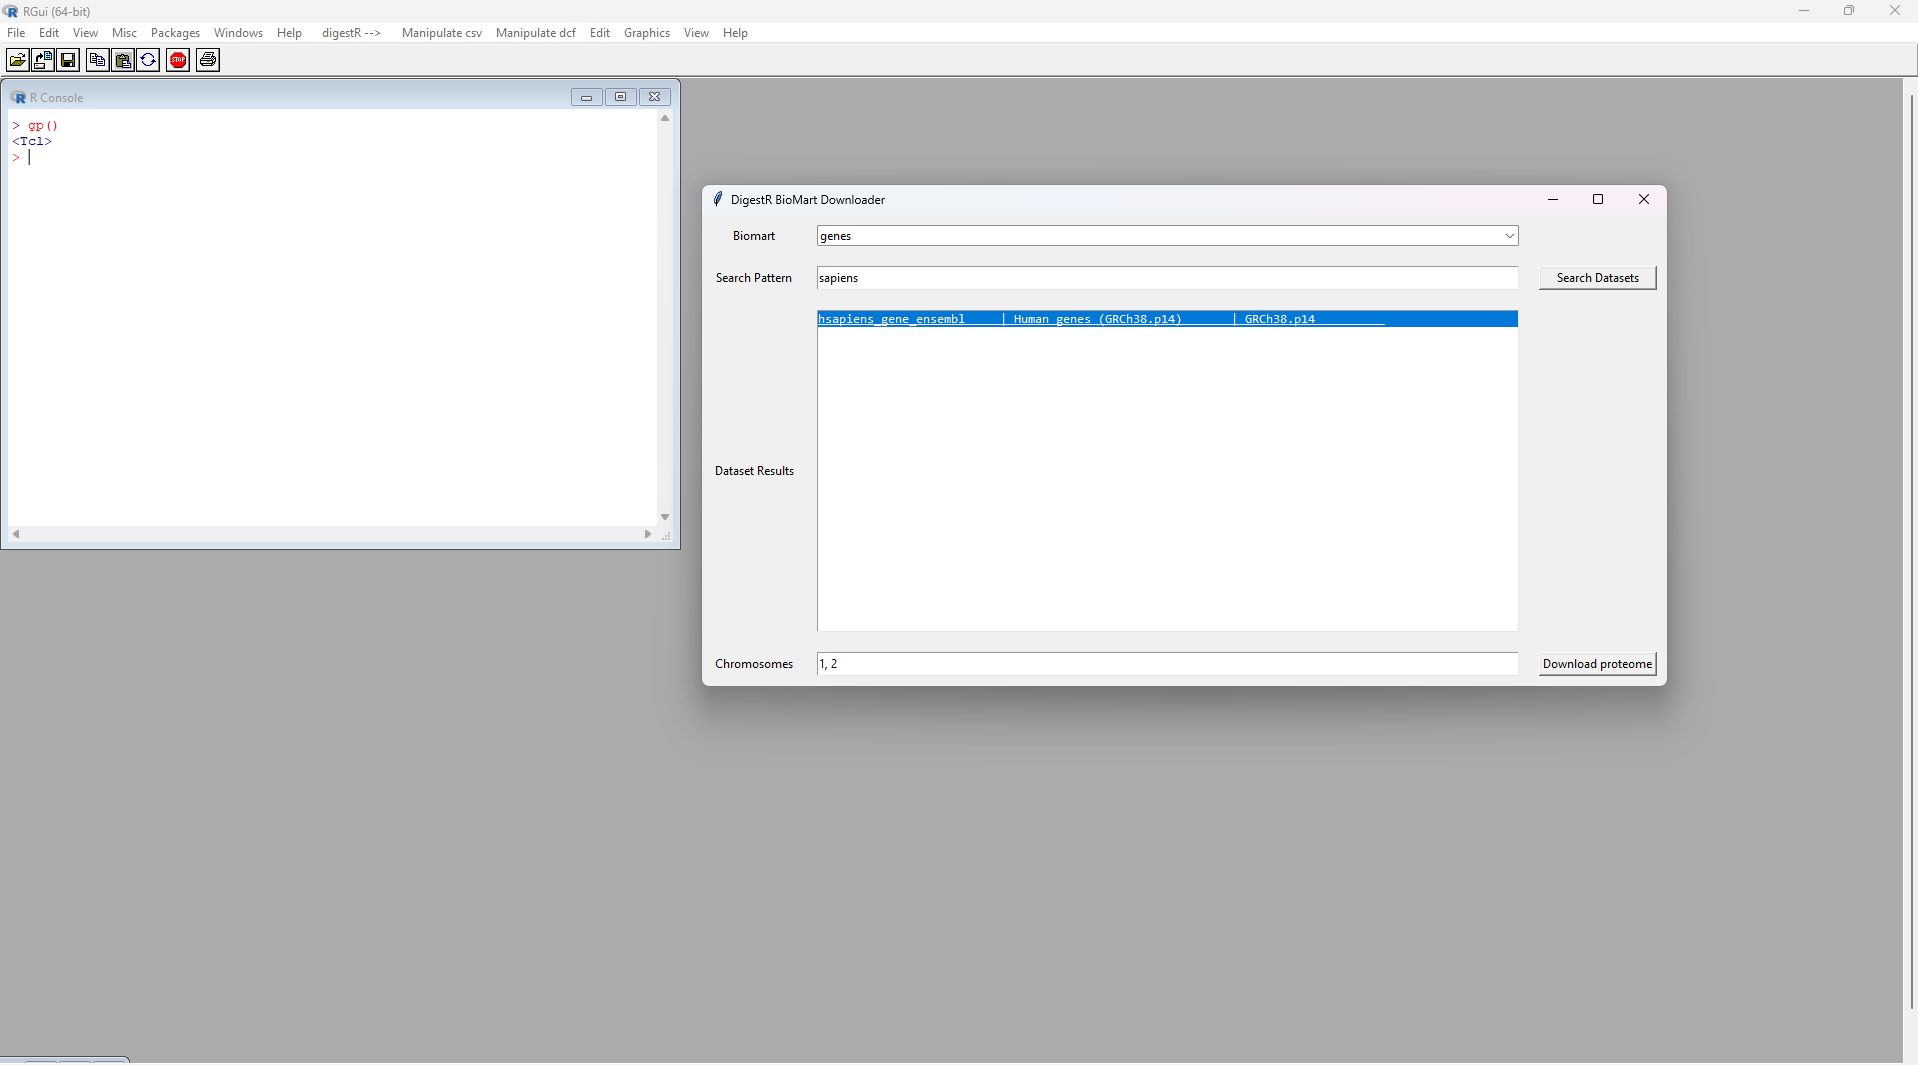 RGui (64-bit)
File Edit View Misc Packages Windows Help digestR --> Manipulate csv Manipulate dcf Edit Graphics View Help
STOP
R Console
> gp()
<Tcl>
>
DigestR BioMart Downloader
Biomart genes
Search Pattern sapiens Search Datasets
hsapiens_gene_ensembl | Human genes (GRCh38.p14) | GRCh38.p14
Dataset Results
Chromosomes 1, 2 Download proteome